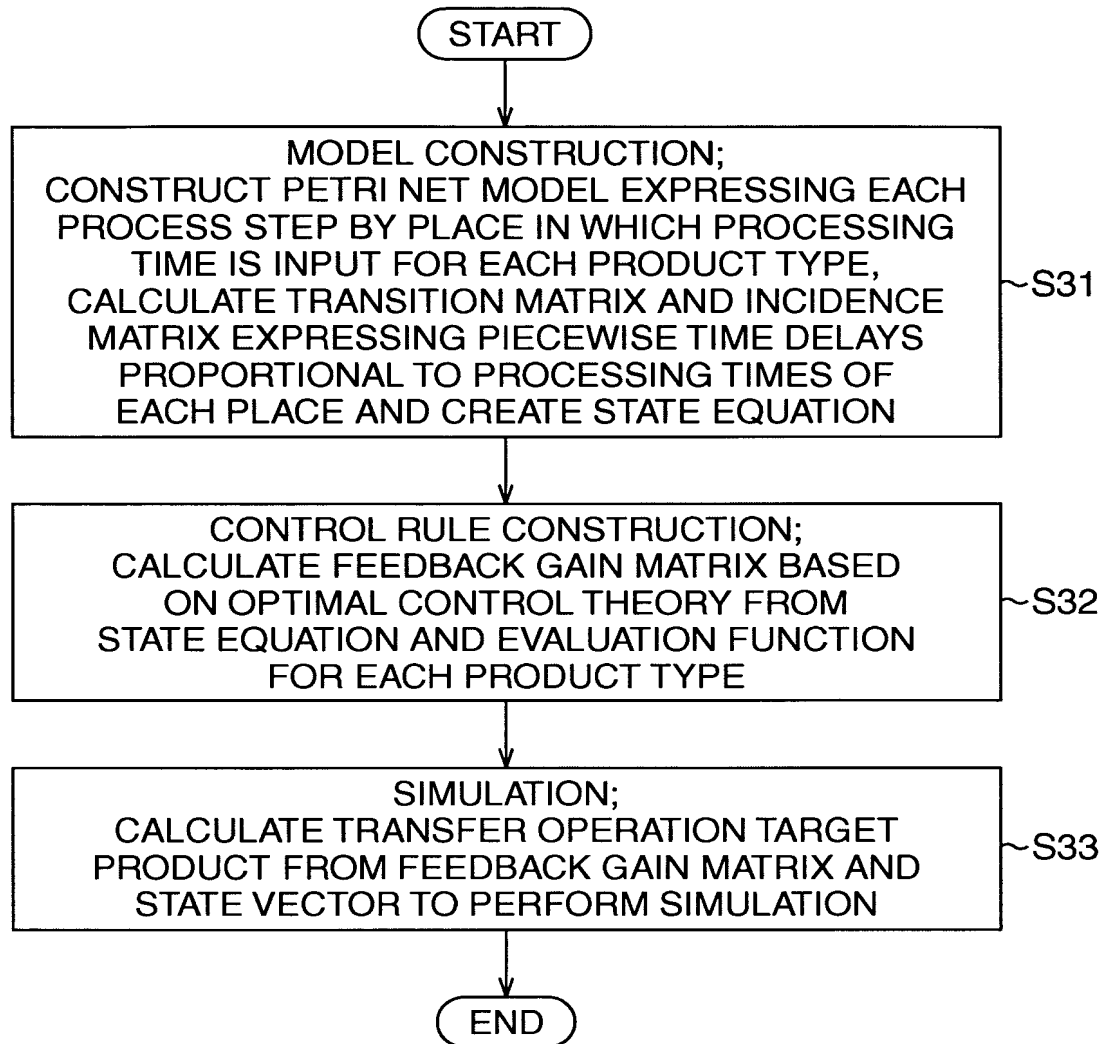 START
MODEL CONSTRUCTION;
CONSTRUCT PETRI NET MODEL EXPRESSING EACH
PROCESS STEP BY PLACE IN WHICH PROCESSING
TIME IS INPUT FOR EACH PRODUCT TYPE,
CALCULATE TRANSITION MATRIX AND INCIDENCE
MATRIX EXPRESSING PIECEWISE TIME DELAYS
PROPORTIONAL TO PROCESSING TIMES OF
EACH PLACE AND CREATE STATE EQUATION
~S31
CONTROL RULE CONSTRUCTION;
CALCULATE FEEDBACK GAIN MATRIX BASED
ON OPTIMAL CONTROL THEORY FROM
STATE EQUATION AND EVALUATION FUNCTION
FOR EACH PRODUCT TYPE
~S32
SIMULATION;
CALCULATE TRANSFER OPERATION TARGET
PRODUCT FROM FEEDBACK GAIN MATRIX AND
STATE VECTOR TO PERFORM SIMULATION
~S33
END